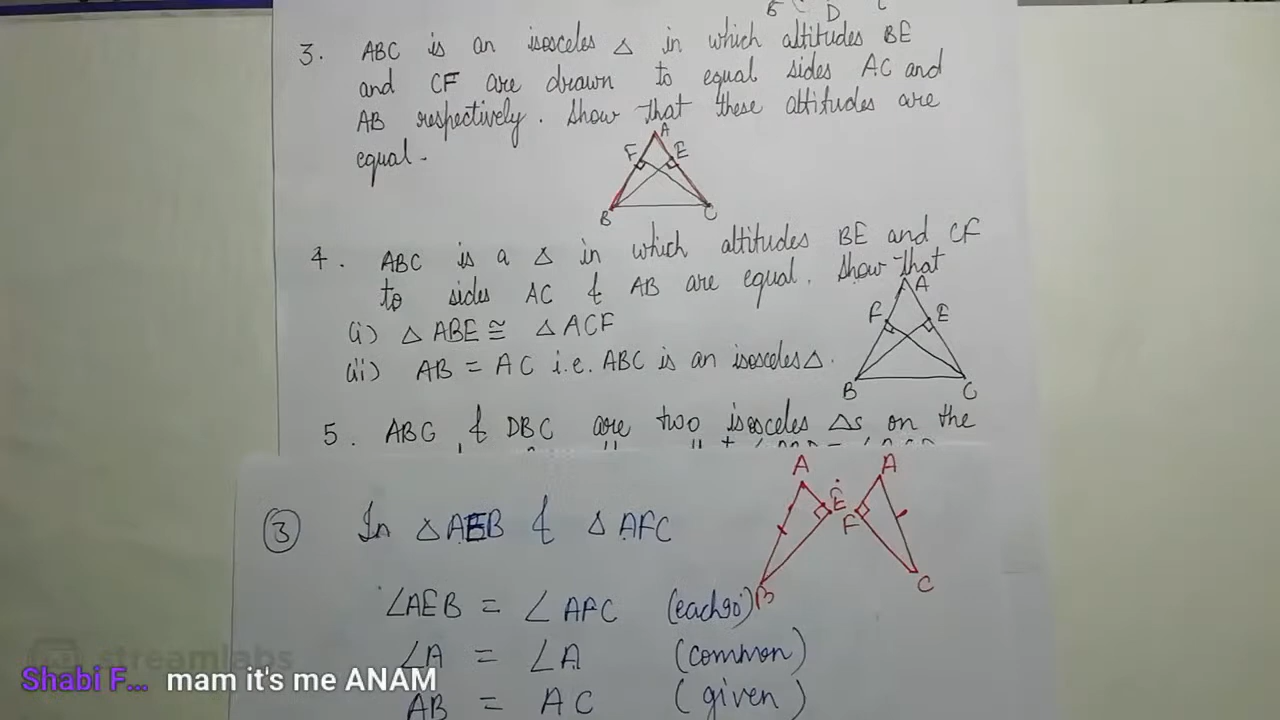 B D C
3. ABC is an isosceles △ in which altitudes BE
and CF are drawn to equal sides AC and
AB respectively. Show that these altitudes are
equal.
A
F E
B C
4. ABC is a △ in which altitudes BE and CF
to sides AC & AB are equal. Show that
(i) △ ABE ≅ △ ACF
(ii) AB = AC i.e. ABC is an isosceles △.
A
F E
B C
5. ABC & DBC are two isosceles △s on the
A A
E F
B C
3 In △AEB & △AFC
∠AEB = ∠AFC (each 90°)
∠A = ∠A (common)
AB = AC (given)
streamlabs
Shabi F... mam it's me ANAM